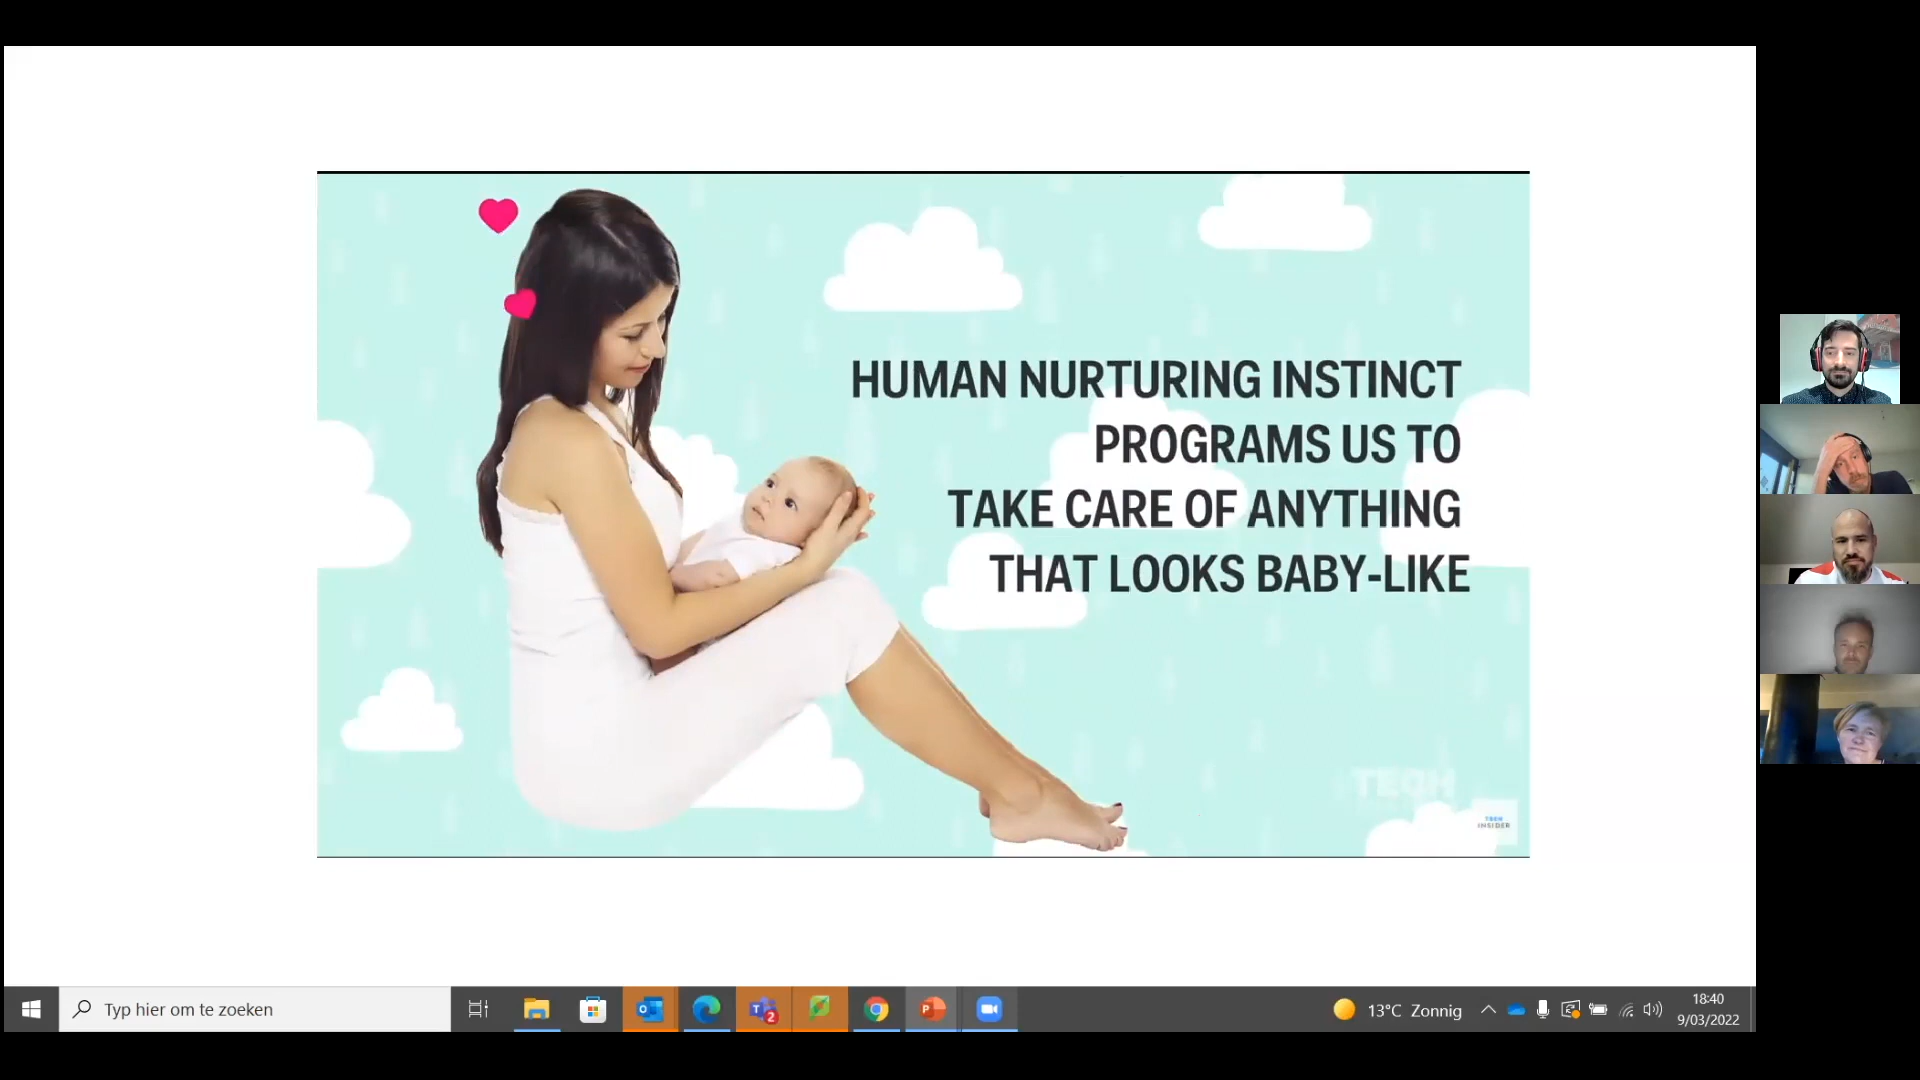 HUMAN NURTURING INSTINCT
PROGRAMS US TO
TAKE CARE OF ANYTHING
THAT LOOKS BABY-LIKE
TECH
TECH
INSIDER
Typ hier om te zoeken
2
13°C Zonnig
18:40
9/03/2022